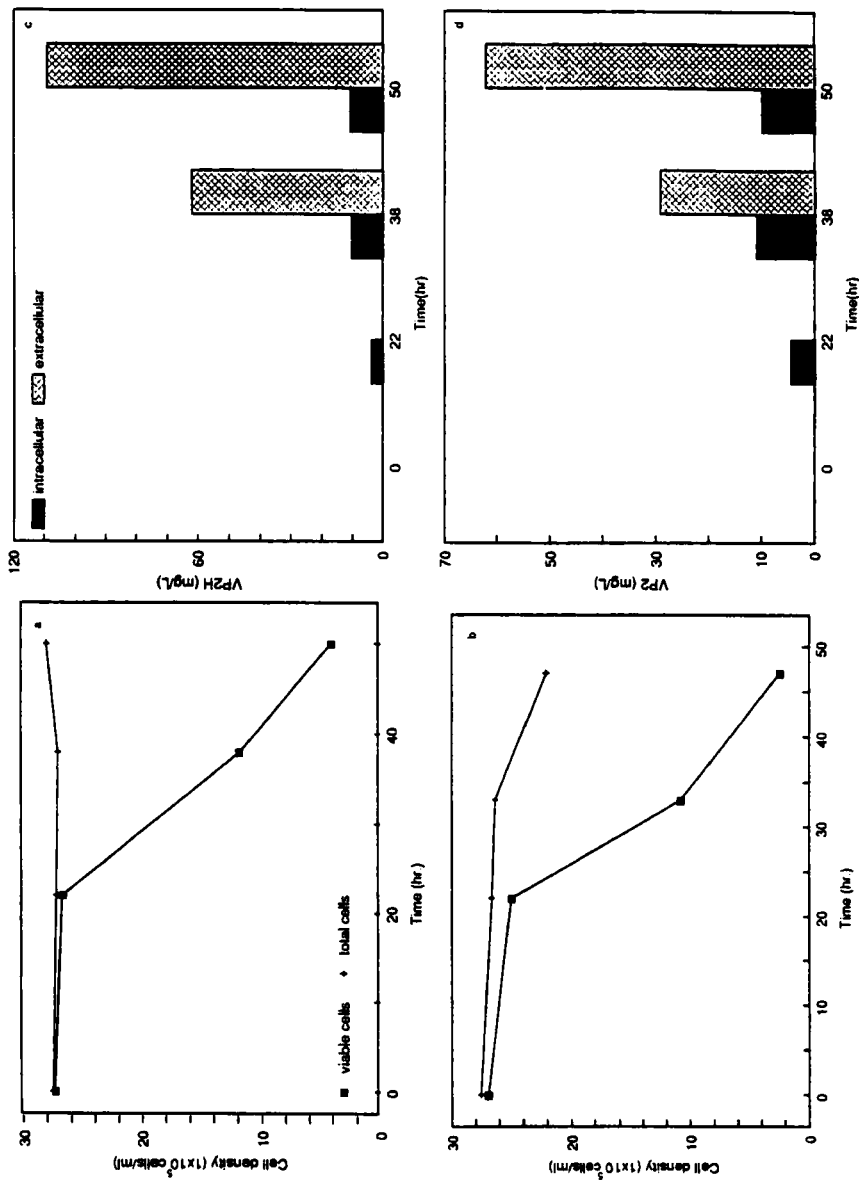 a
30
20
10
0
Cell density (1x10⁵ cells/ml)
0
20
40
Time (hr.)
■ viable cells + total cells
b
30
20
10
0
Cell density (1x10⁵ cells/ml)
0
10
20
30
40
50
Time (hr.)
c
intracellular extracellular
120
60
0
VP2H (mg/L)
0
22
38
50
Time(hr)
d
70
50
30
10
0
VP2 (mg/L)
0
22
38
50
Time(hr)